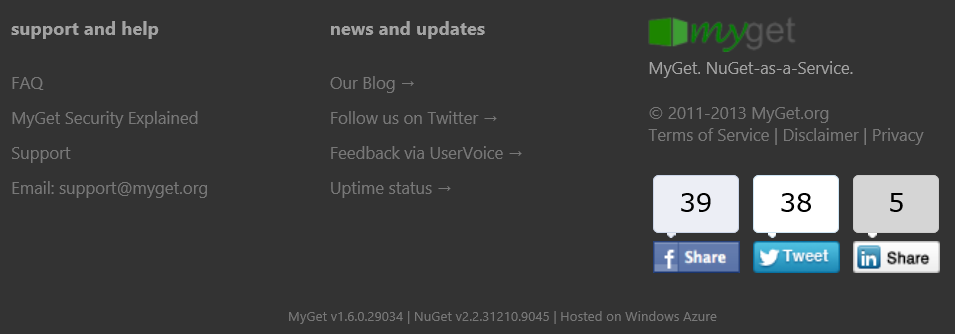 support and help
FAQ
MyGet Security Explained
Support
Email: support@myget.org
news and updates
Our Blog →
Follow us on Twitter →
Feedback via UserVoice →
Uptime status →
myget
MyGet. NuGet-as-a-Service.
© 2011-2013 MyGet.org
Terms of Service | Disclaimer | Privacy
39 38 5
f Share Tweet in Share
MyGet v1.6.0.29034 | NuGet v2.2.31210.9045 | Hosted on Windows Azure